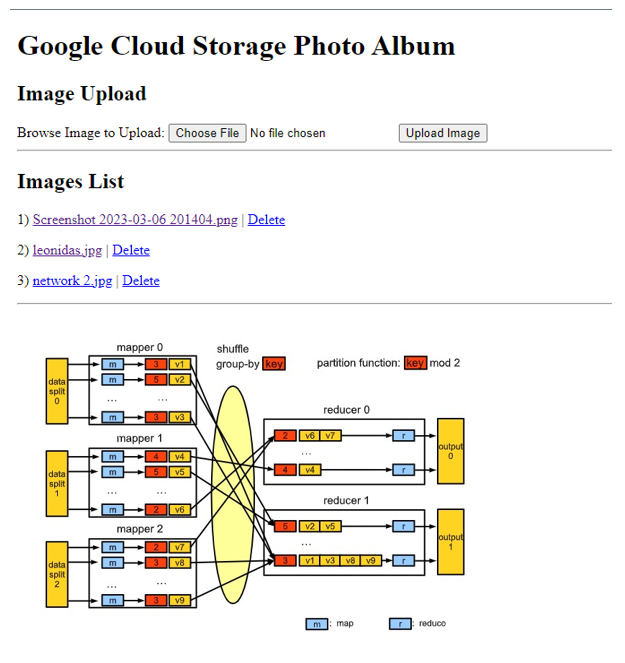 Google Cloud Storage Photo Album
Image Upload
Browse Image to Upload: Choose File No file chosen Upload Image
Images List
1) Screenshot 2023-03-06 201404.png | Delete
2) leonidas.jpg | Delete
3) network 2.jpg | Delete
mapper 0
shuffle
group-by key
partition function: key mod 2
data split 0
m 3 v1
m 5 v2
... ...
m 3 v3
mapper 1
data split 1
m 4 v4
m 5 v5
... ...
m 2 v6
mapper 2
data split 2
m 2 v7
m 3 v8
... ...
m 3 v9
reducer 0
2 v6 v7 r
...
4 v4 r
output 0
reducer 1
5 v2 v5 r
...
3 v1 v3 v8 v9 r
output 1
m : map
r : reduce